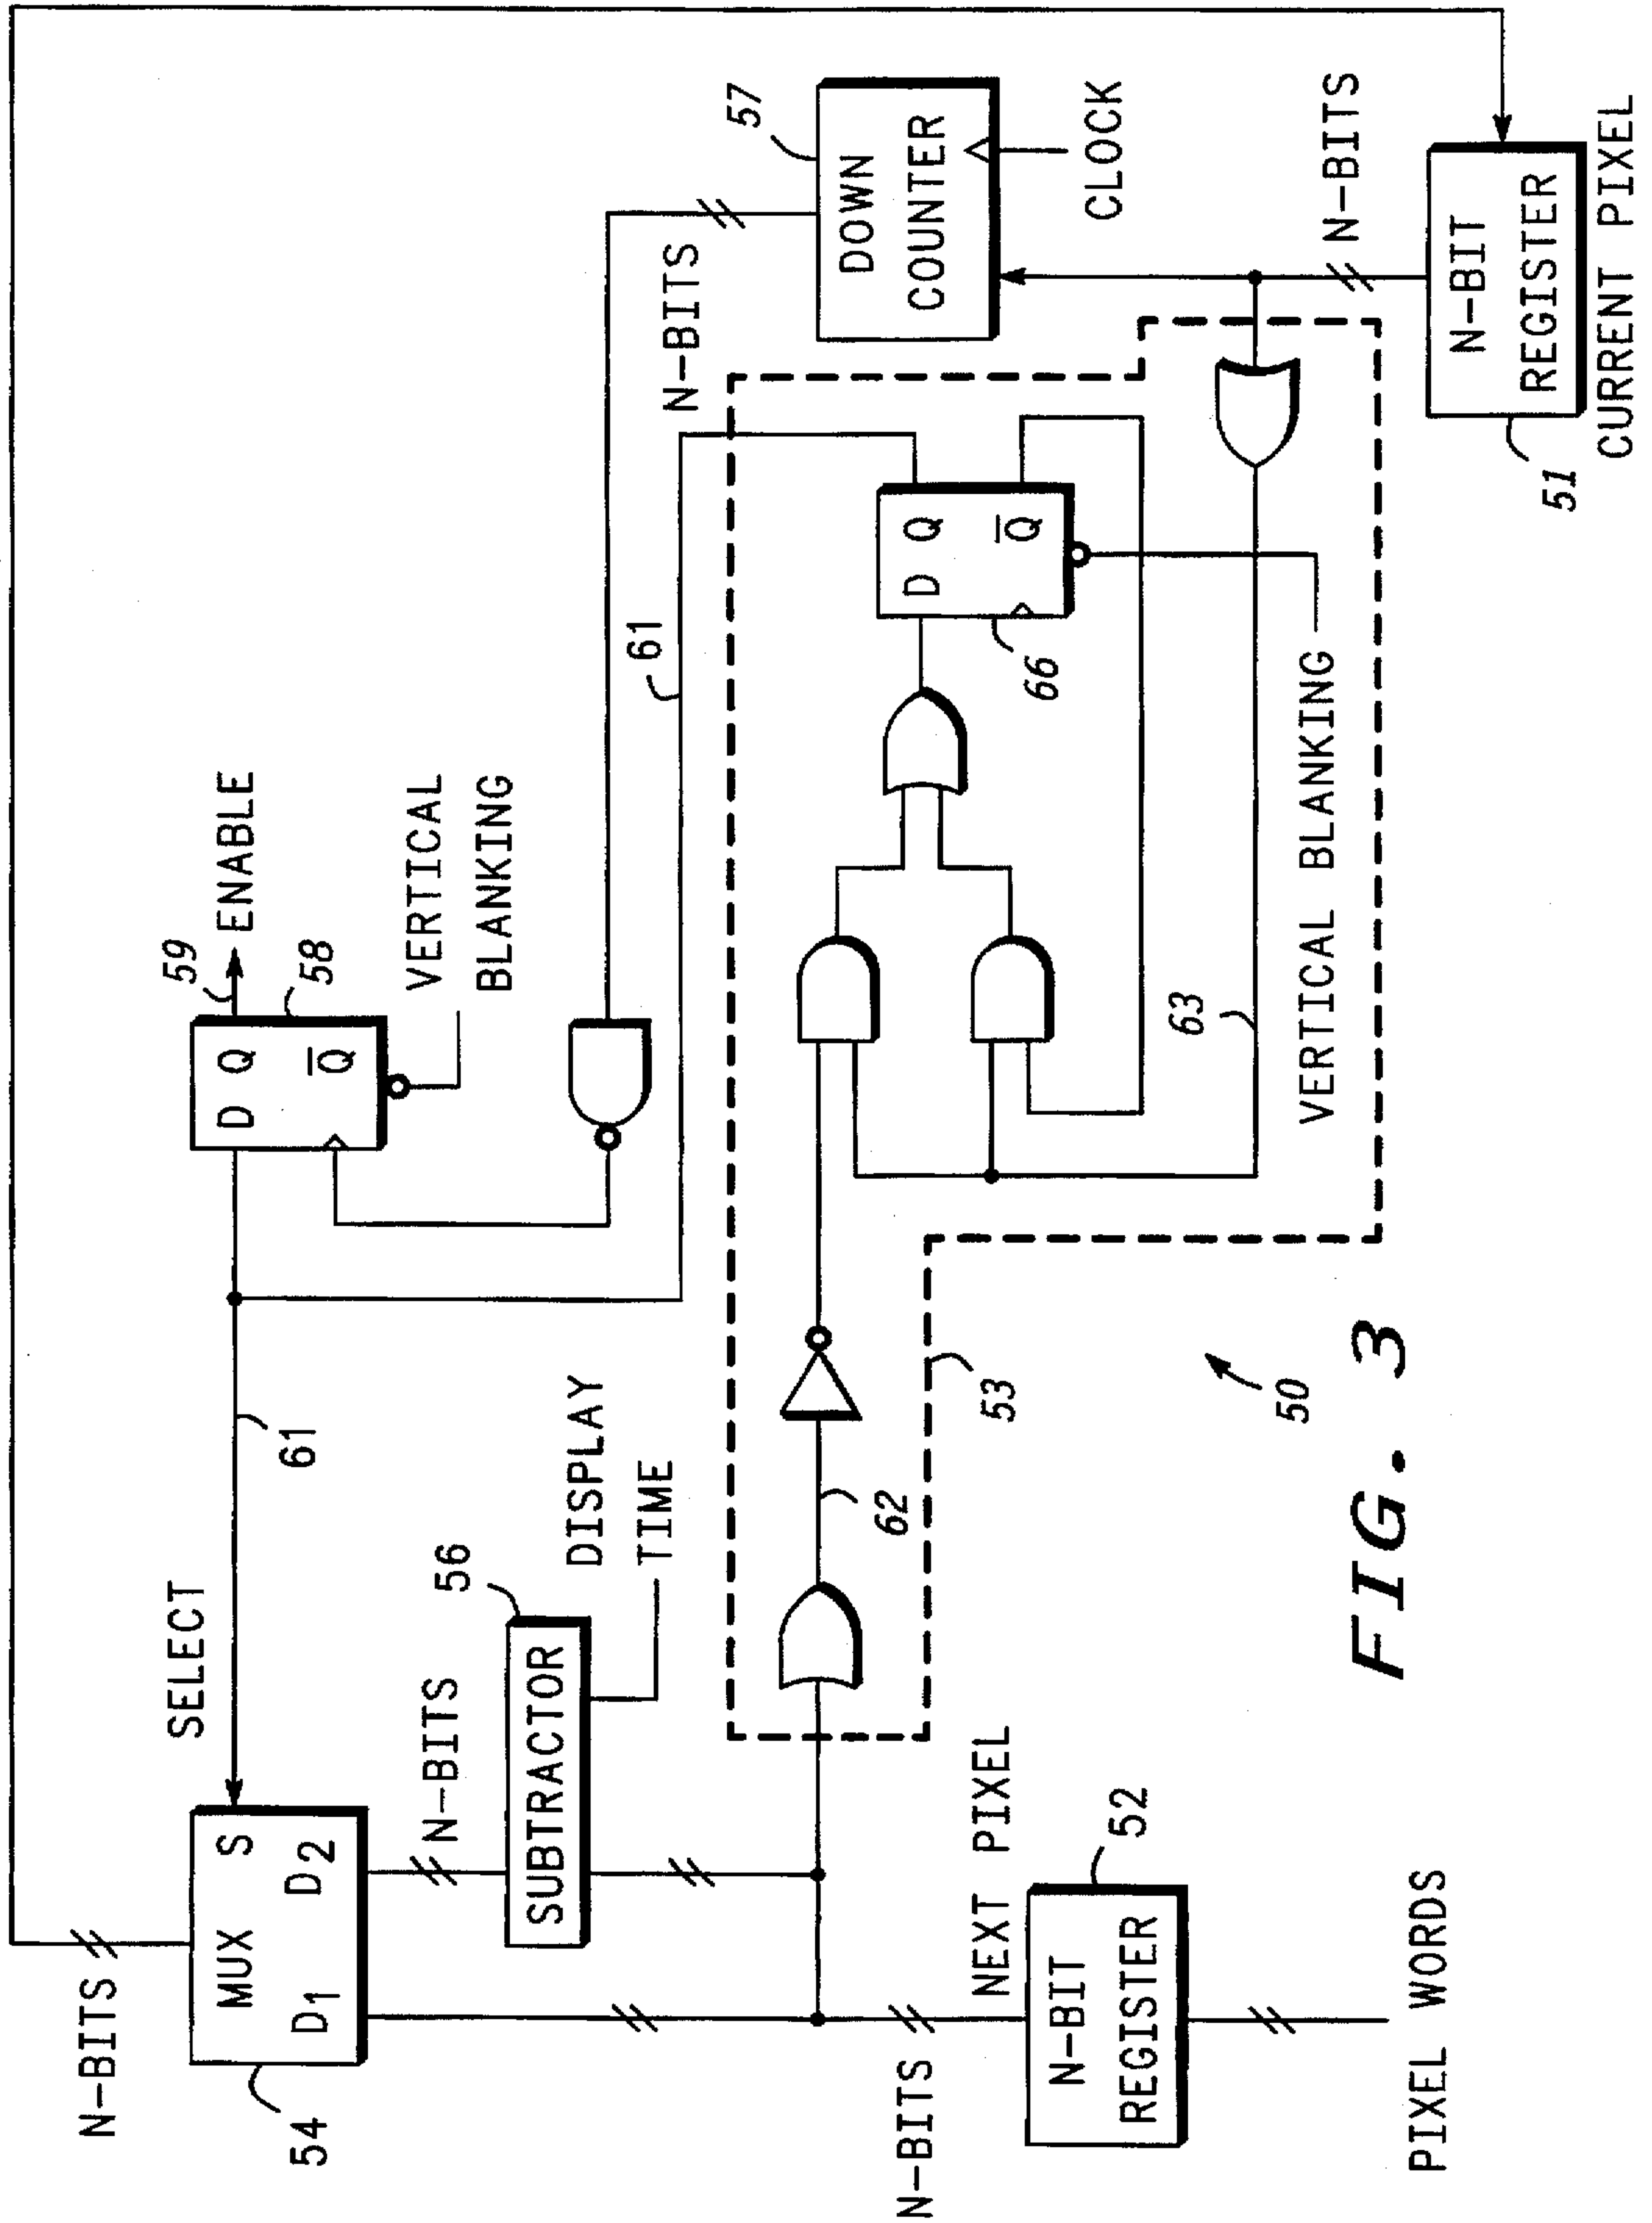 N-BITS
54
MUX
S
D1
D2
SELECT
61
59
ENABLE
D Q
Q
58
VERTICAL
BLANKING
N-BITS
56
SUBTRACTOR
DISPLAY
TIME
61
N-BITS
57
DOWN
COUNTER
CLOCK
N-BITS
NEXT PIXEL
N-BIT
REGISTER
52
PIXEL WORDS
62
53
63
D Q
Q
66
VERTICAL BLANKING
N-BITS
N-BIT
REGISTER
51
CURRENT PIXEL
50
FIG. 3